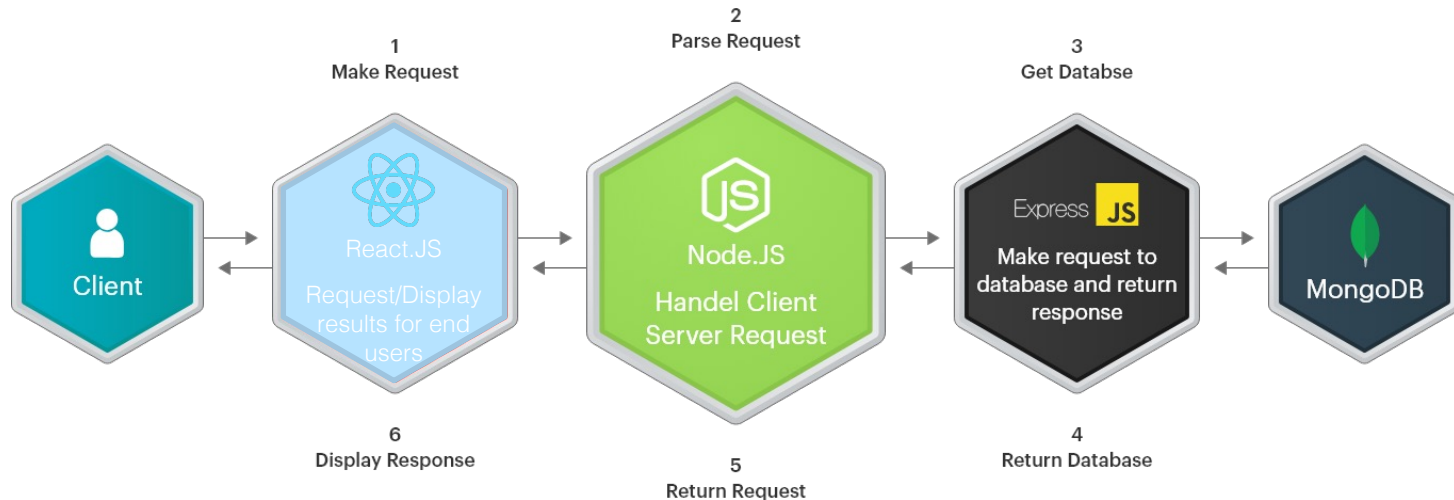 1
Make Request
2
Parse Request
3
Get Databse
Client
React.JS
Request/Display
results for end
users
JS
Node.JS
Handel Client
Server Request
Express JS
Make request to
database and return
response
MongoDB
6
Display Response
5
Return Request
4
Return Database